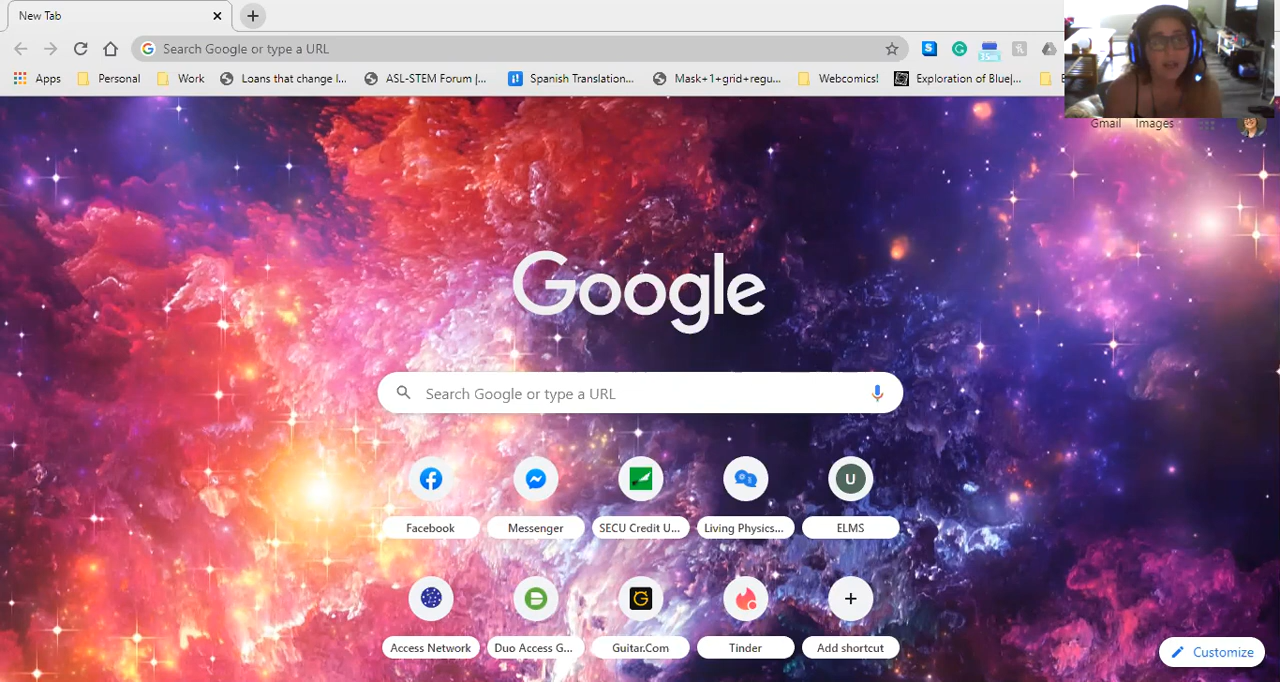 New Tab
Search Google or type a URL
35m
Apps
Personal
Work
Loans that change l...
ASL-STEM Forum |...
Spanish Translation...
Mask+1+grid+regu...
Webcomics!
Exploration of Blue|...
Gmail Images
Google
Search Google or type a URL
Facebook
Messenger
SECU Credit U...
Living Physics...
U
ELMS
Access Network
Duo Access G...
Guitar.Com
Tinder
Add shortcut
Customize